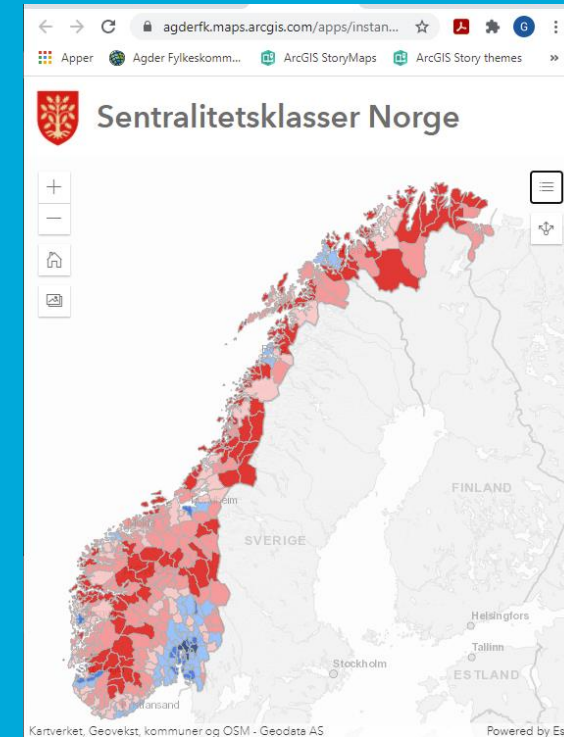 agderfk.maps.arcgis.com/apps/instan...
G
Apper Agder Fylkeskomm... ArcGIS StoryMaps ArcGIS Story themes »
Sentralitetsklasser Norge
FINLAND
SVERIGE
Helsingfors
Tallinn
Stockholm
ESTLAND
Kartverket, Geovekst, kommuner og OSM - Geodata AS Powered by Es